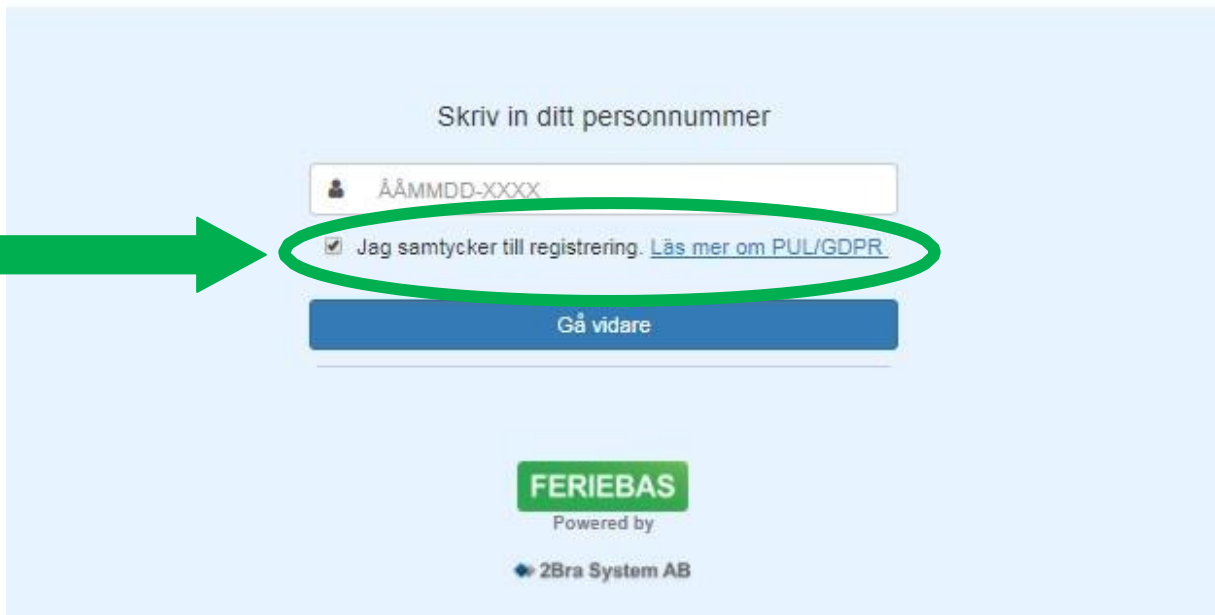 Skriv in ditt personnummer
ÅÅMMDD-XXXX
Jag samtycker till registrering. Läs mer om PUL/GDPR
Gå vidare
FERIEBAS
Powered by
2Bra System AB